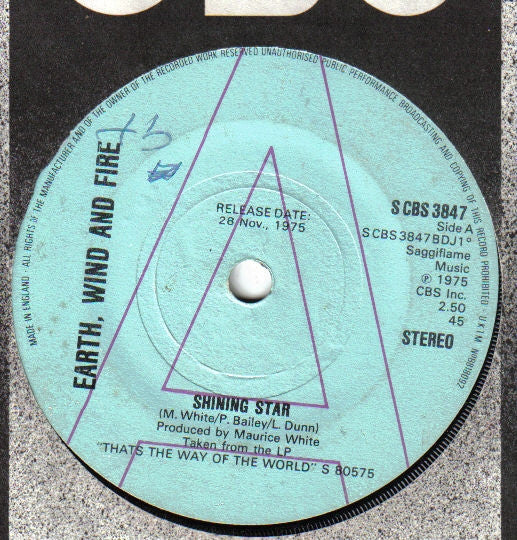 CBS
MADE IN ENGLAND ALL RIGHTS OF THE MANUFACTURER AND OF THE OWNER OF THE RECORDED WORK RESERVED UNAUTHORISED PUBLIC PERFORMANCE BROADCASTING AND COPYING OF THIS RECORD PROHIBITED U.K.
EARTH, WIND AND FIRE
A
RELEASE DATE:
28 Nov., 1975
S CBS 3847
Side A
S CBS 3847BDJ1°
Saggiflame
Music
℗ 1975
CBS Inc.
2.50
45
STEREO
SHINING STAR
(M. White/P. Bailey/L. Dunn)
Produced by Maurice White
Taken from the LP
"THATS THE WAY OF THE WORLD" S 80575